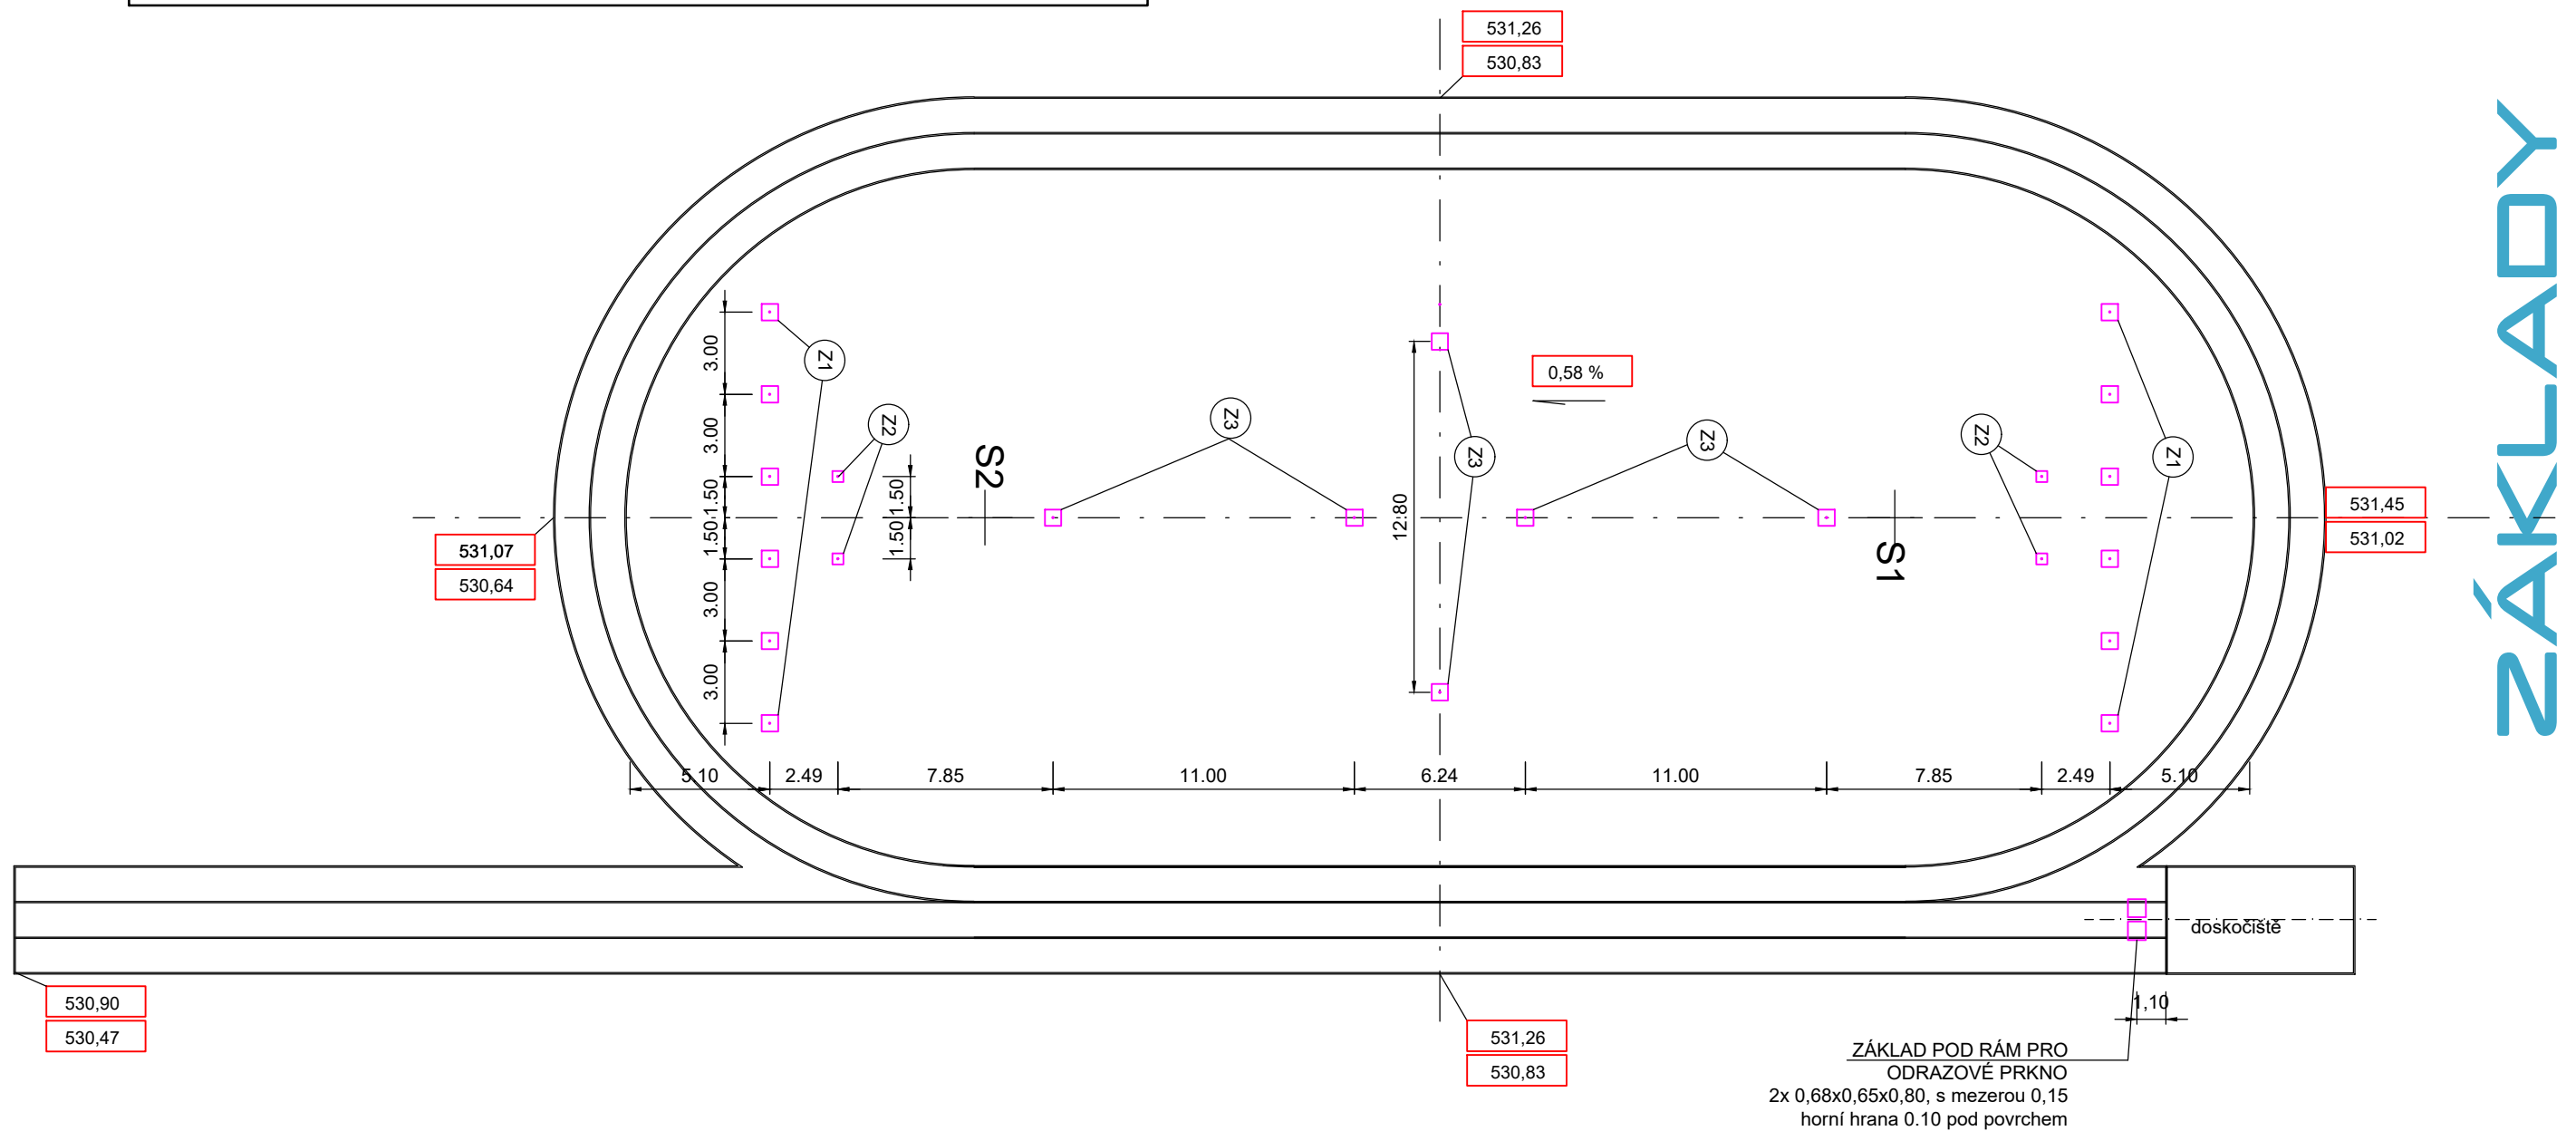 531,26
530,83
ZÁKLADY
0,58 %
Z1
Z2
Z3
Z3
Z3
Z2
Z1
S2
S1
3.00
3.00
1.50
1.50
3.00
3.00
1.50
1.50
12.80
531,07
530,64
531,45
531,02
5.10
2.49
7.85
11.00
6.24
11.00
7.85
2.49
5.10
doskočiště
530,90
530,47
531,26
530,83
1,10
ZÁKLAD POD RÁM PRO
ODRAZOVÉ PRKNO
2x 0,68x0,65x0,80, s mezerou 0,15
horní hrana 0.10 pod povrchem